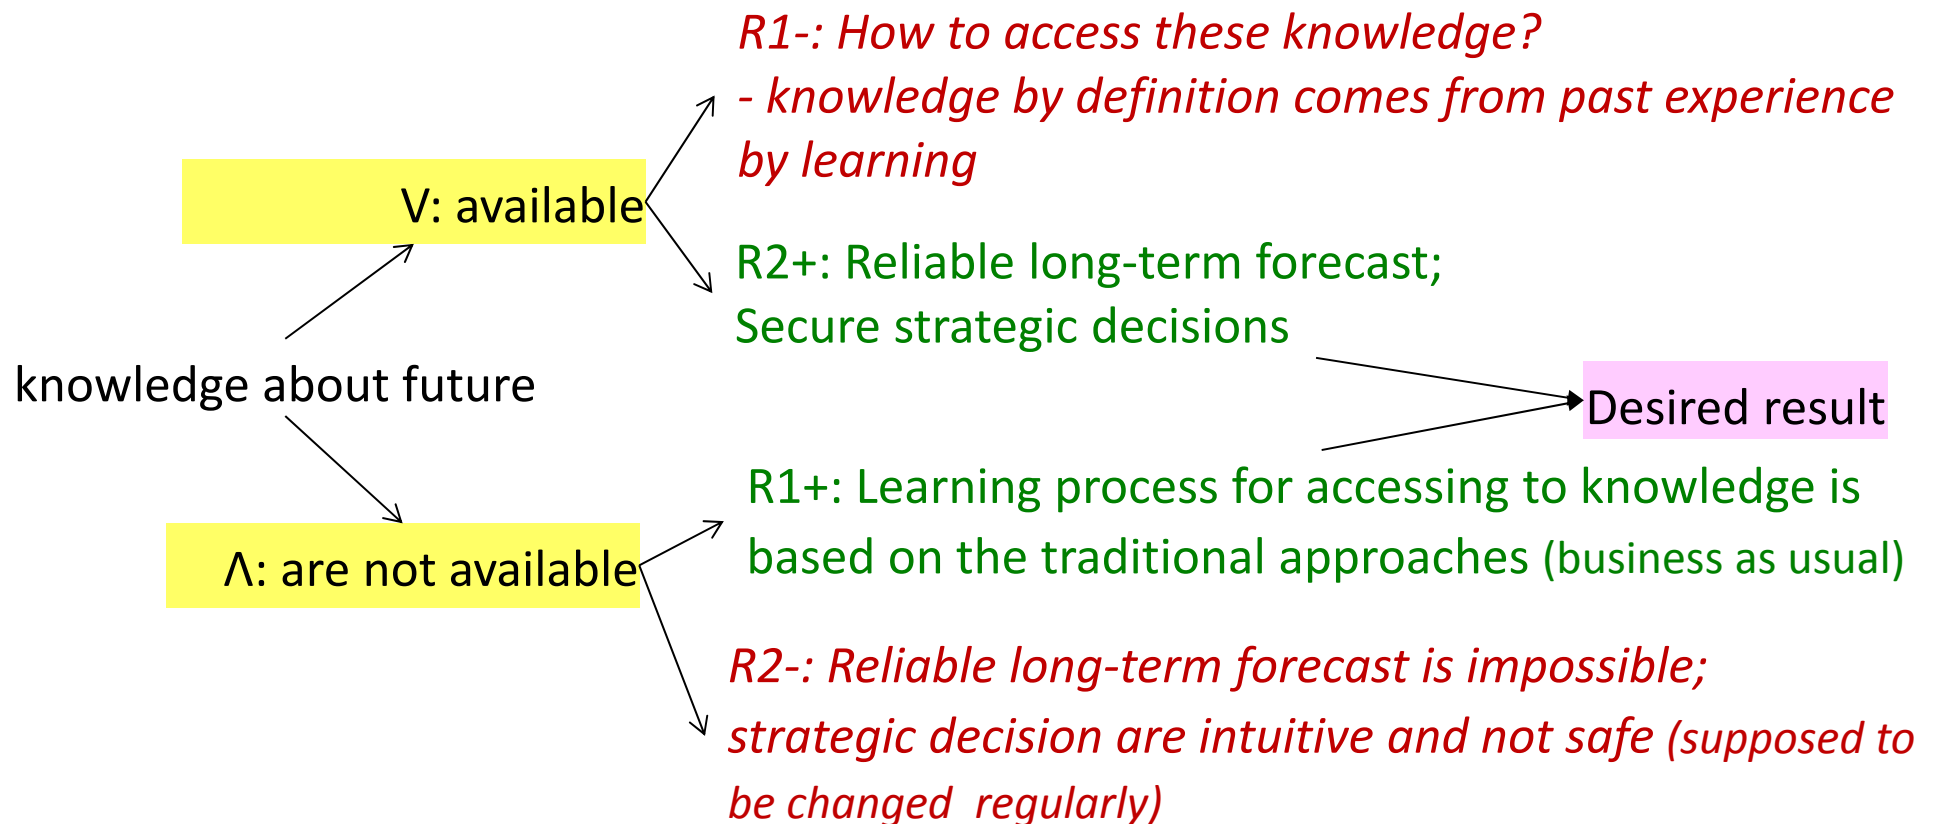 R1-: How to access these knowledge?
- knowledge by definition comes from past experience
by learning
V: available
R2+: Reliable long-term forecast;
Secure strategic decisions
knowledge about future
Desired result
R1+: Learning process for accessing to knowledge is
based on the traditional approaches (business as usual)
Λ: are not available
R2-: Reliable long-term forecast is impossible;
strategic decision are intuitive and not safe (supposed to
be changed  regularly)